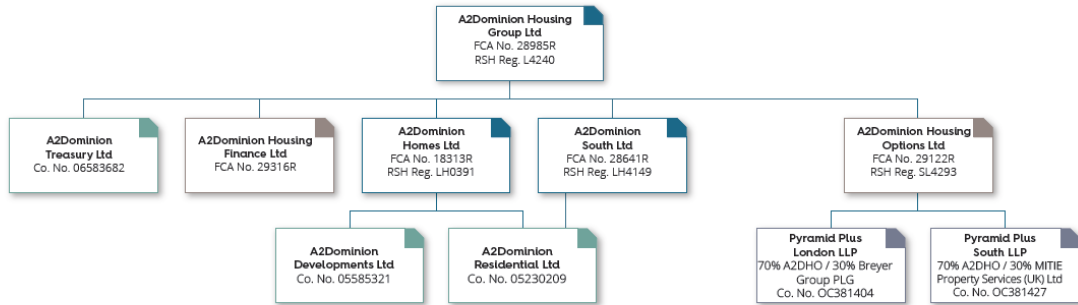 A2Dominion Housing
Group Ltd
FCA No. 28985R
RSH Reg. L4240
A2Dominion
Treasury Ltd
Co. No. 06583682
A2Dominion Housing
Finance Ltd
FCA No. 29316R
A2Dominion
Homes Ltd
FCA No. 18313R
RSH Reg. LH0391
A2Dominion
South Ltd
FCA No. 28641R
RSH Reg. LH4149
A2Dominion Housing
Options Ltd
FCA No. 29122R
RSH Reg. SL4293
A2Dominion
Developments Ltd
Co. No. 05585321
A2Dominion
Residential Ltd
Co. No. 05230209
Pyramid Plus
London LLP
70% A2DHO / 30% Breyer
Group PLG
Co. No. OC381404
Pyramid Plus
South LLP
70% A2DHO / 30% MITIE
Property Services (UK) Ltd
Co. No. OC381427